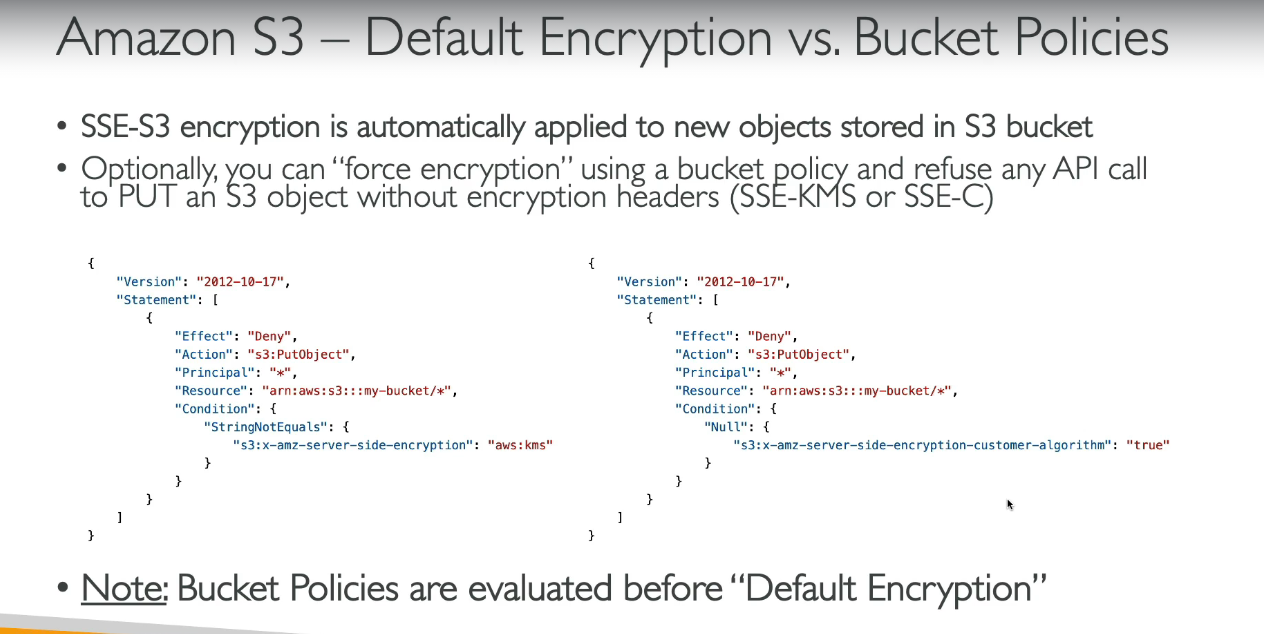 Amazon S3 – Default Encryption vs. Bucket Policies
• SSE-S3 encryption is automatically applied to new objects stored in S3 bucket
• Optionally, you can “force encryption” using a bucket policy and refuse any API call
to PUT an S3 object without encryption headers (SSE-KMS or SSE-C)
{
"Version": "2012-10-17",
"Statement": [
{
"Effect": "Deny",
"Action": "s3:PutObject",
"Principal": "*",
"Resource": "arn:aws:s3:::my-bucket/*",
"Condition": {
"StringNotEquals": {
"s3:x-amz-server-side-encryption": "aws:kms"
}
}
}
]
}
{
"Version": "2012-10-17",
"Statement": [
{
"Effect": "Deny",
"Action": "s3:PutObject",
"Principal": "*",
"Resource": "arn:aws:s3:::my-bucket/*",
"Condition": {
"Null": {
"s3:x-amz-server-side-encryption-customer-algorithm": "true"
}
}
}
]
}
• Note: Bucket Policies are evaluated before “Default Encryption”